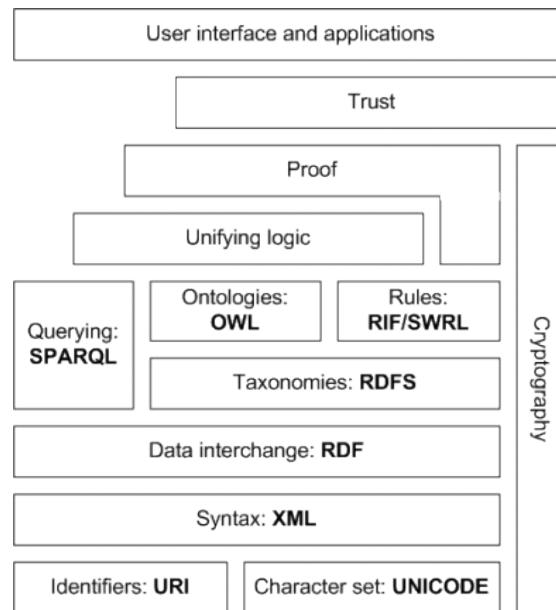 User interface and applications
Trust
Proof
Unifying logic
Querying:
SPARQL
Ontologies:
OWL
Rules:
RIF/SWRL
Taxonomies: RDFS
Data interchange: RDF
Syntax: XML
Identifiers: URI
Character set: UNICODE
Cryptography